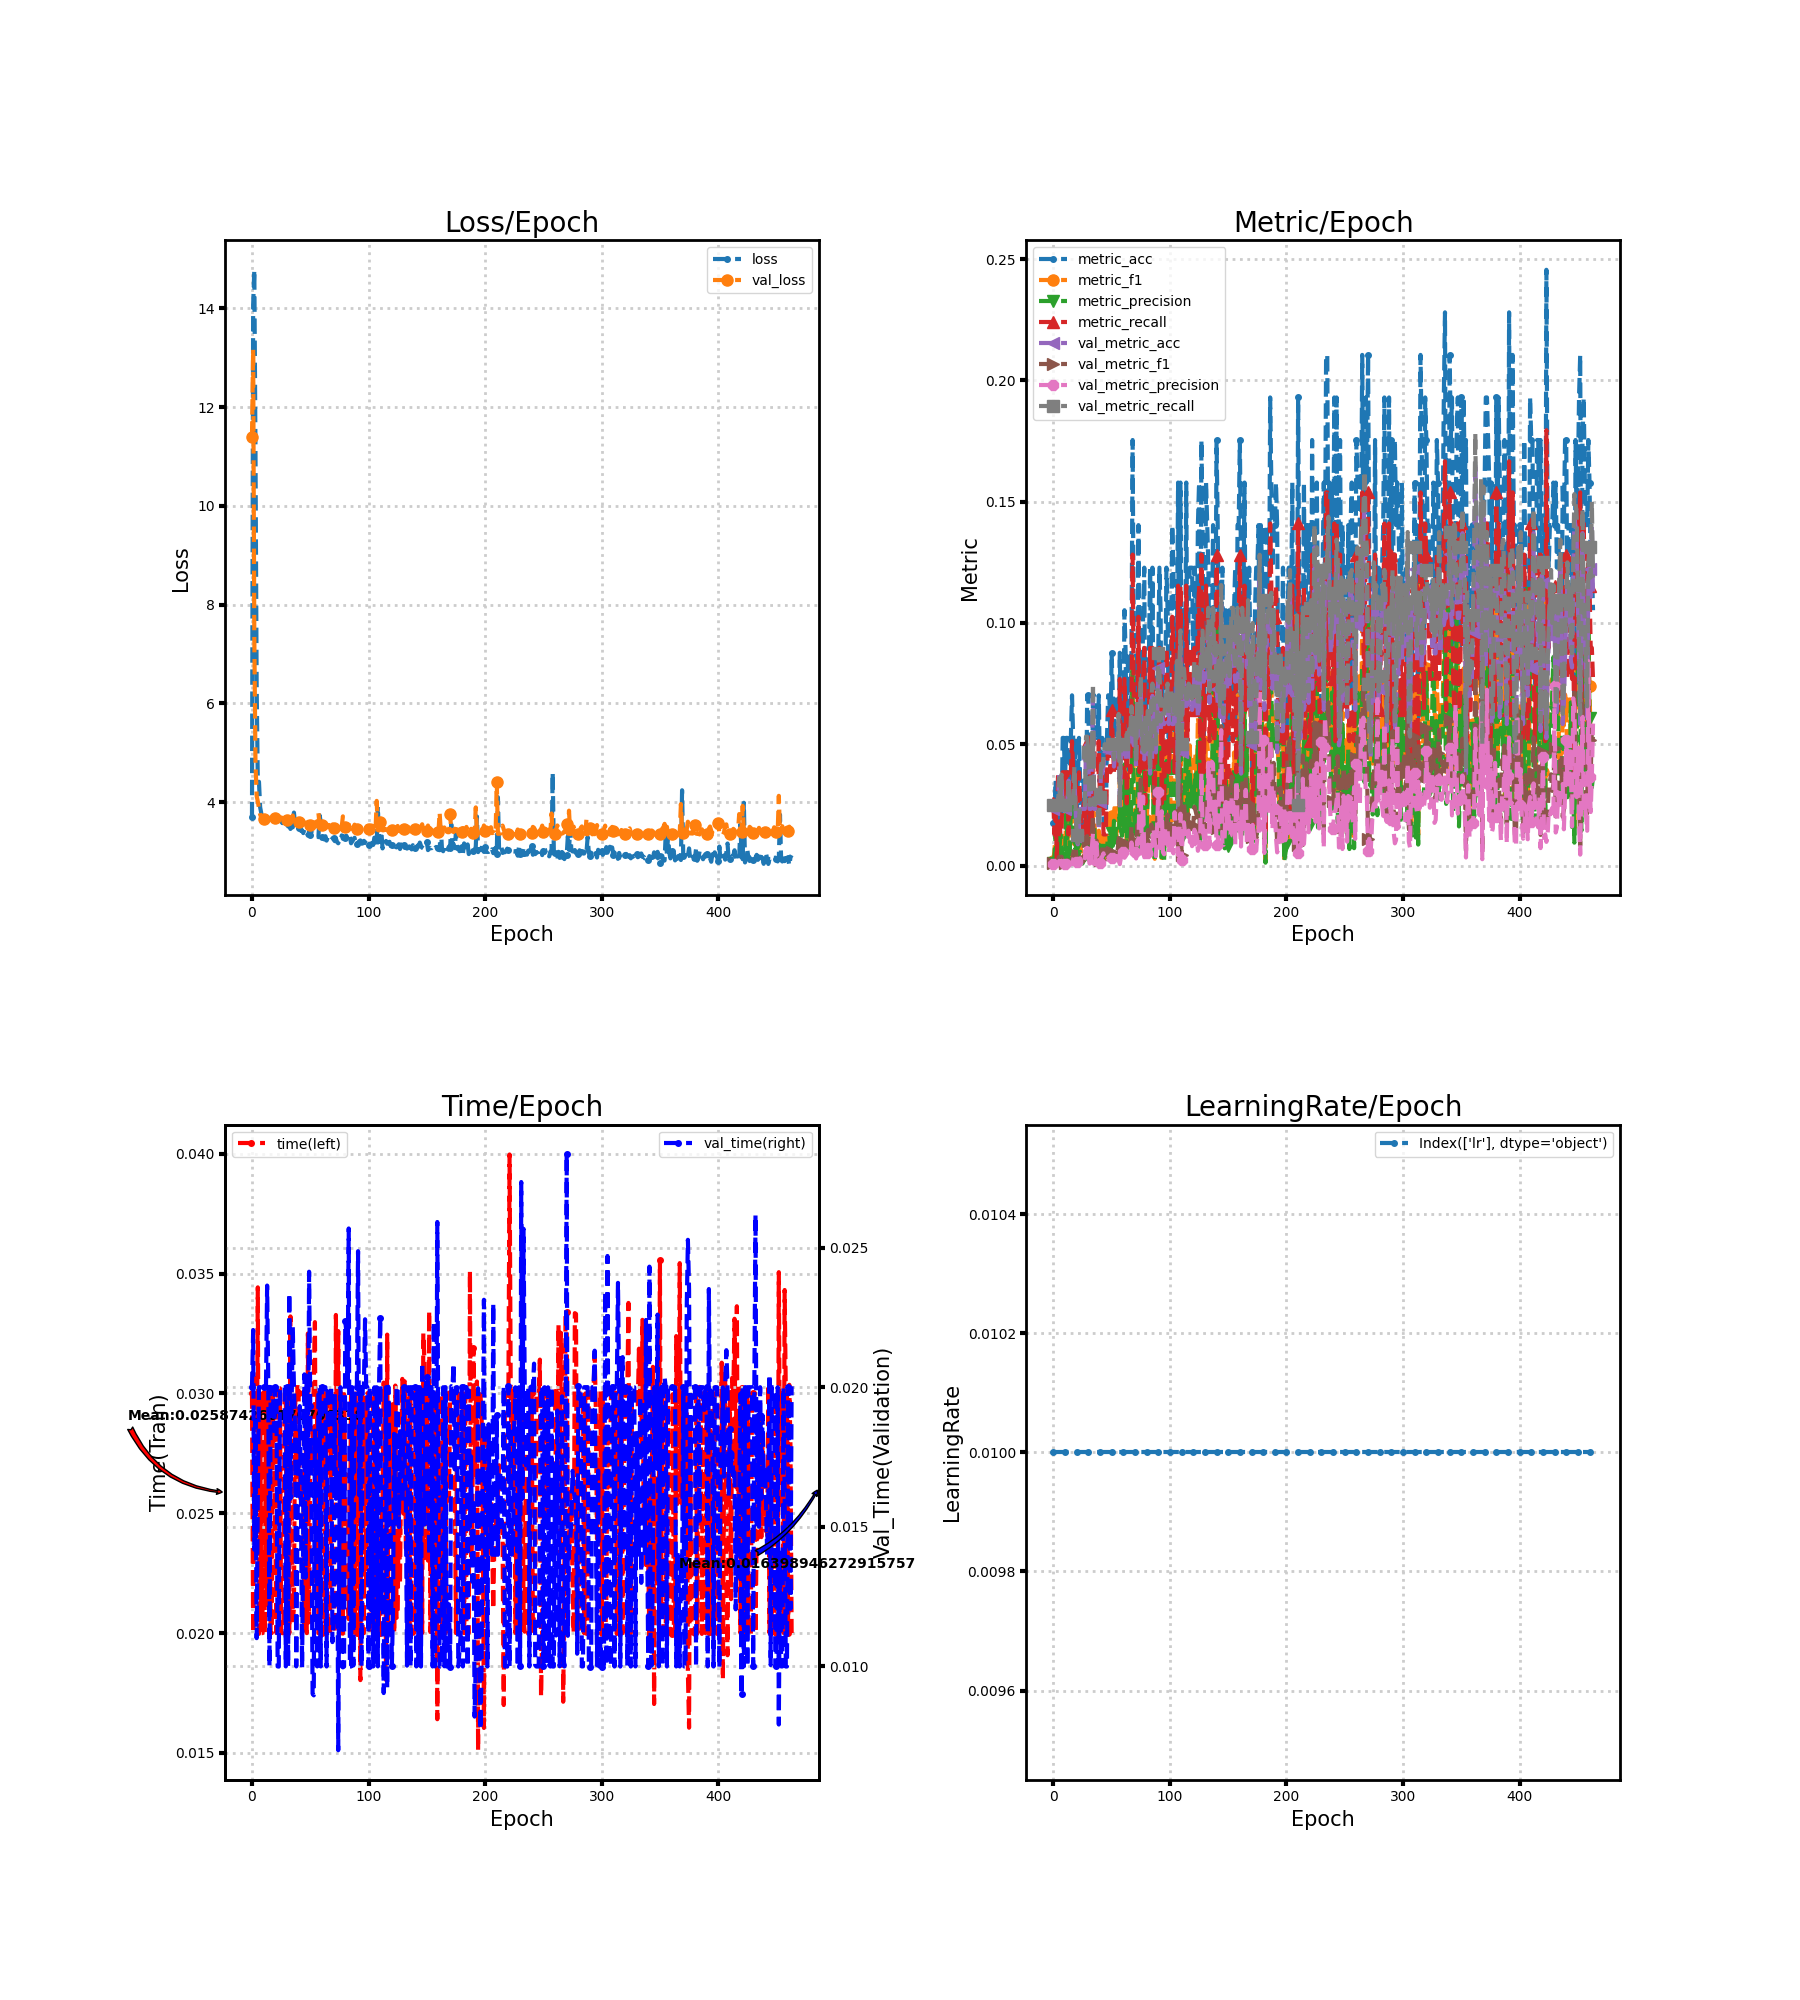 Loss/Epoch
Loss
14
12
10
8
6
4
loss
val_loss
0 100 200 300 400
Epoch
Metric/Epoch
Metric
0.25
0.20
0.15
0.10
0.05
0.00
metric_acc
metric_f1
metric_precision
metric_recall
val_metric_acc
val_metric_f1
val_metric_precision
val_metric_recall
0 100 200 300 400
Epoch
Time/Epoch
Time(Train)
0.040
0.035
0.030
0.025
0.020
0.015
time(left)
val_time(right)
0.025
0.020
0.015
0.010
Val_Time(Validation)
Mean:0.016398946272915757
0 100 200 300 400
Epoch
LearningRate/Epoch
LearningRate
0.0104
0.0102
0.0100
0.0098
0.0096
Index(['lr'], dtype='object')
0 100 200 300 400
Epoch